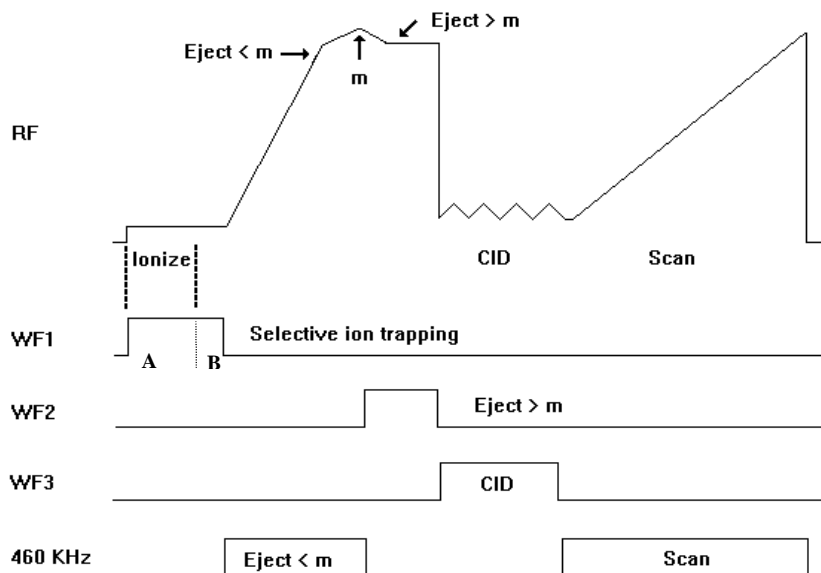 Eject > m
Eject < m
m
RF
Ionize
CID
Scan
WF1
Selective ion trapping
A
B
WF2
Eject > m
WF3
CID
460 KHz
Eject < m
Scan